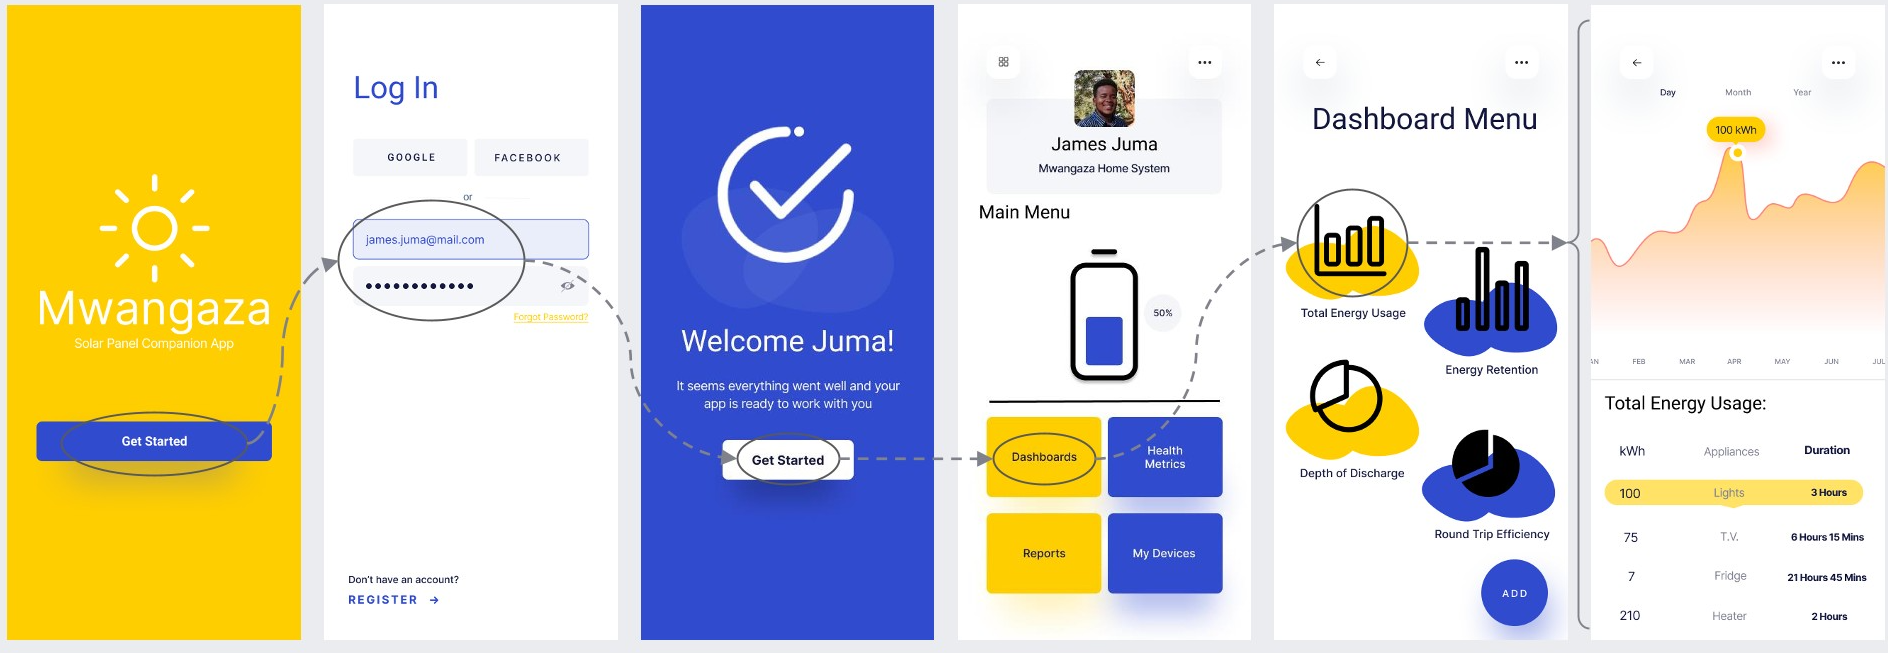 Mwangaza
Solar Panel Companion App
Get Started
Log In
GOOGLE
FACEBOOK
or
james.juma@mail.com
Forgot Password?
Don't have an account?
REGISTER
Welcome Juma!
It seems everything went well and your
app is ready to work with you
Get Started
James Juma
Mwangaza Home System
Main Menu
50%
Dashboards
Health
Metrics
Reports
My Devices
Dashboard Menu
Total Energy Usage
Energy Retention
Depth of Discharge
Round Trip Efficiency
ADD
Day Month Year
100 kWh
AN FEB MAR APR MAY JUN JUL
Total Energy Usage:
kWh Appliances Duration
100 Lights 3 Hours
75 T.V. 6 Hours 15 Mins
7 Fridge 21 Hours 45 Mins
210 Heater 2 Hours